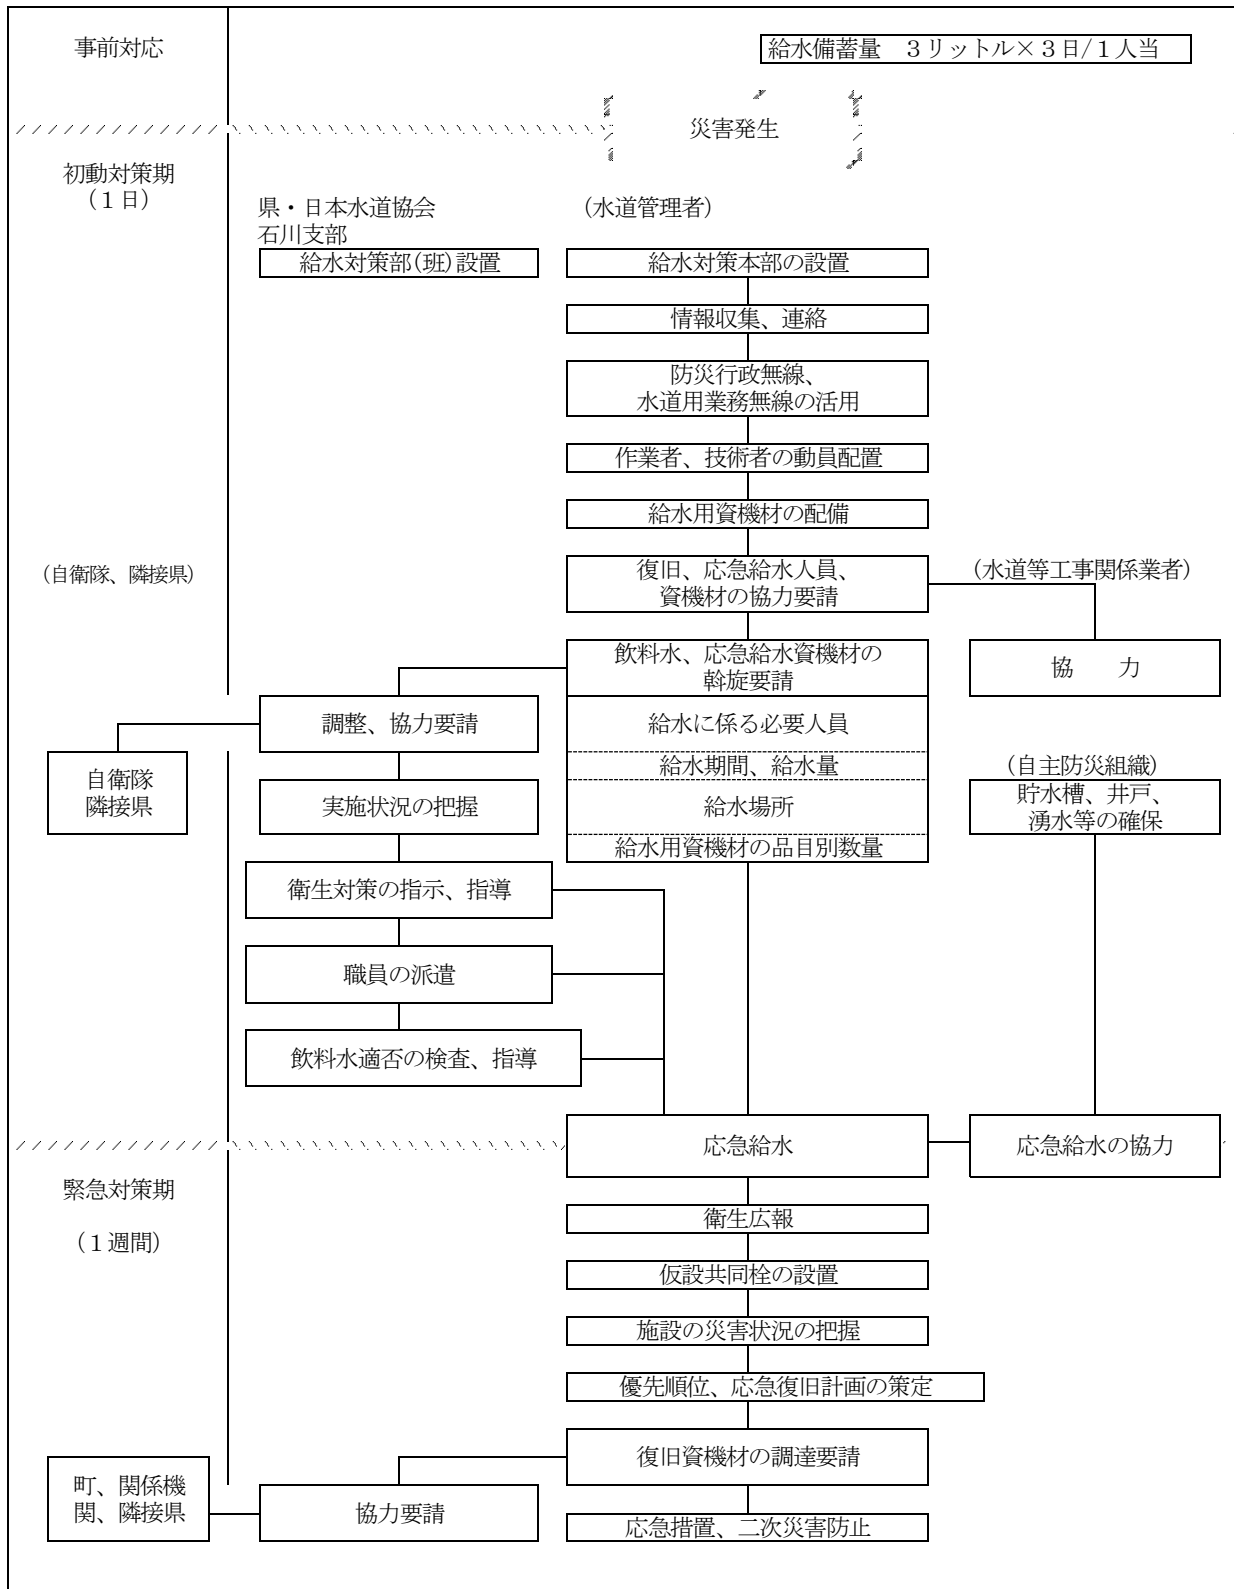 事前対応
給水備蓄量　３リットル×３日/１人当
災害発生
初動対策期
（１日）
県・日本水道協会
石川支部
（水道管理者）
給水対策部(班)設置
給水対策本部の設置
情報収集、連絡
防災行政無線、
水道用業務無線の活用
作業者、技術者の動員配置
給水用資機材の配備
（自衛隊、隣接県）
復旧、応急給水人員、
資機材の協力要請
（水道等工事関係業者）
飲料水、応急給水資機材の
斡旋要請
協　　力
調整、協力要請
給水に係る必要人員
自衛隊
隣接県
給水期間、給水量
（自主防災組織）
実施状況の把握
給水場所
貯水槽、井戸、
湧水等の確保
給水用資機材の品目別数量
衛生対策の指示、指導
職員の派遣
飲料水適否の検査、指導
応急給水
応急給水の協力
緊急対策期
（１週間）
衛生広報
仮設共同栓の設置
施設の災害状況の把握
優先順位、応急復旧計画の策定
復旧資機材の調達要請
町、関係機
関、隣接県
協力要請
応急措置、二次災害防止